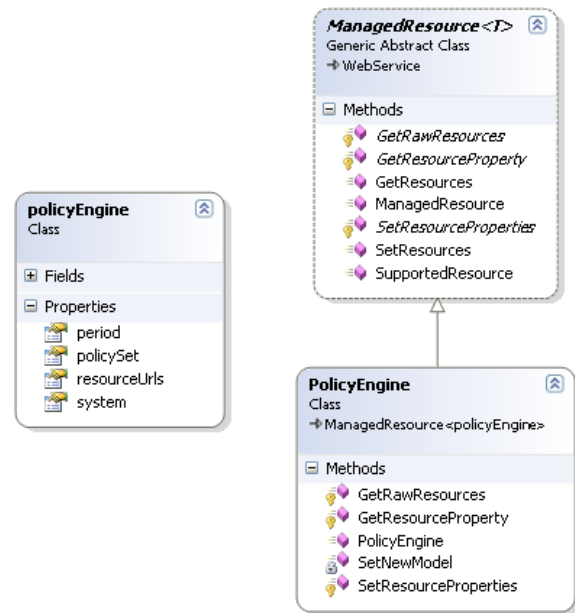 policyEngine
Class
Fields
Properties
period
policySet
resourceUrls
system
ManagedResource<T>
Generic Abstract Class
WebService
Methods
GetRawResources
GetResourceProperty
GetResources
ManagedResource
SetResourceProperties
SetResources
SupportedResource
PolicyEngine
Class
ManagedResource<policyEngine>
Methods
GetRawResources
GetResourceProperty
PolicyEngine
SetNewModel
SetResourceProperties